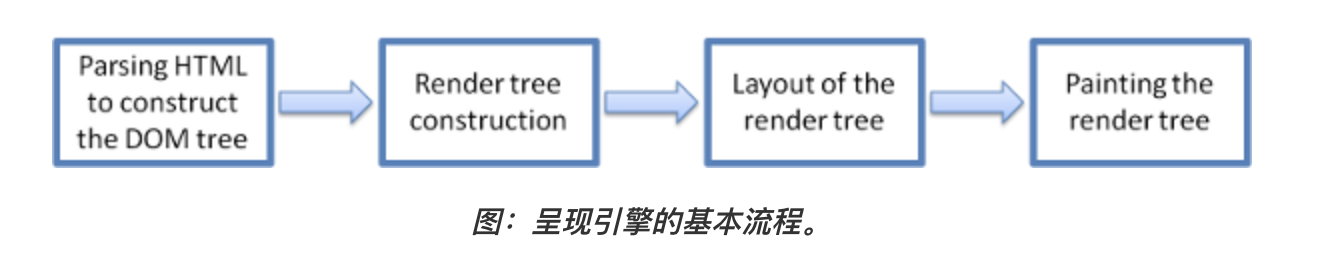 Parsing HTML
to construct
the DOM tree
Render tree
construction
Layout of the
render tree
Painting the
render tree
图：呈现引擎的基本流程。